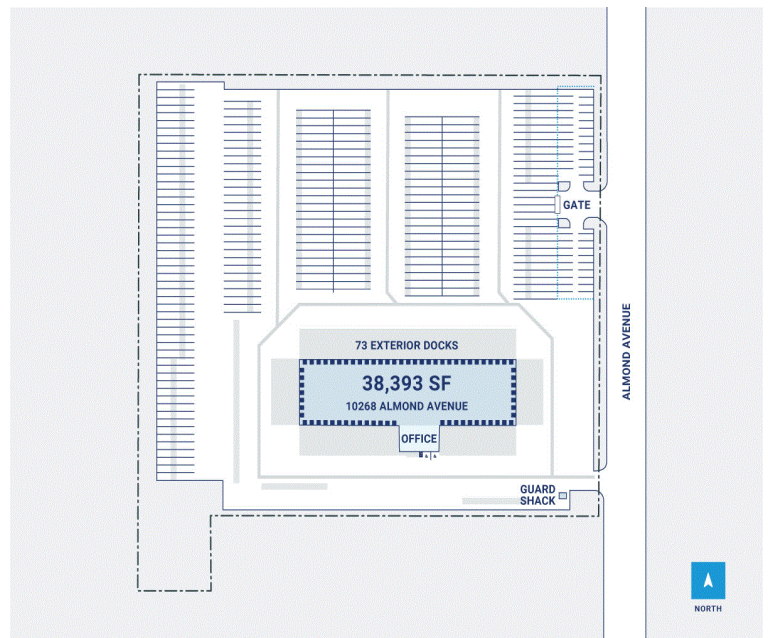 GATE
ALMOND AVENUE
73 EXTERIOR DOCKS
38,393 SF
10268 ALMOND AVENUE
OFFICE
GUARD
SHACK
NORTH